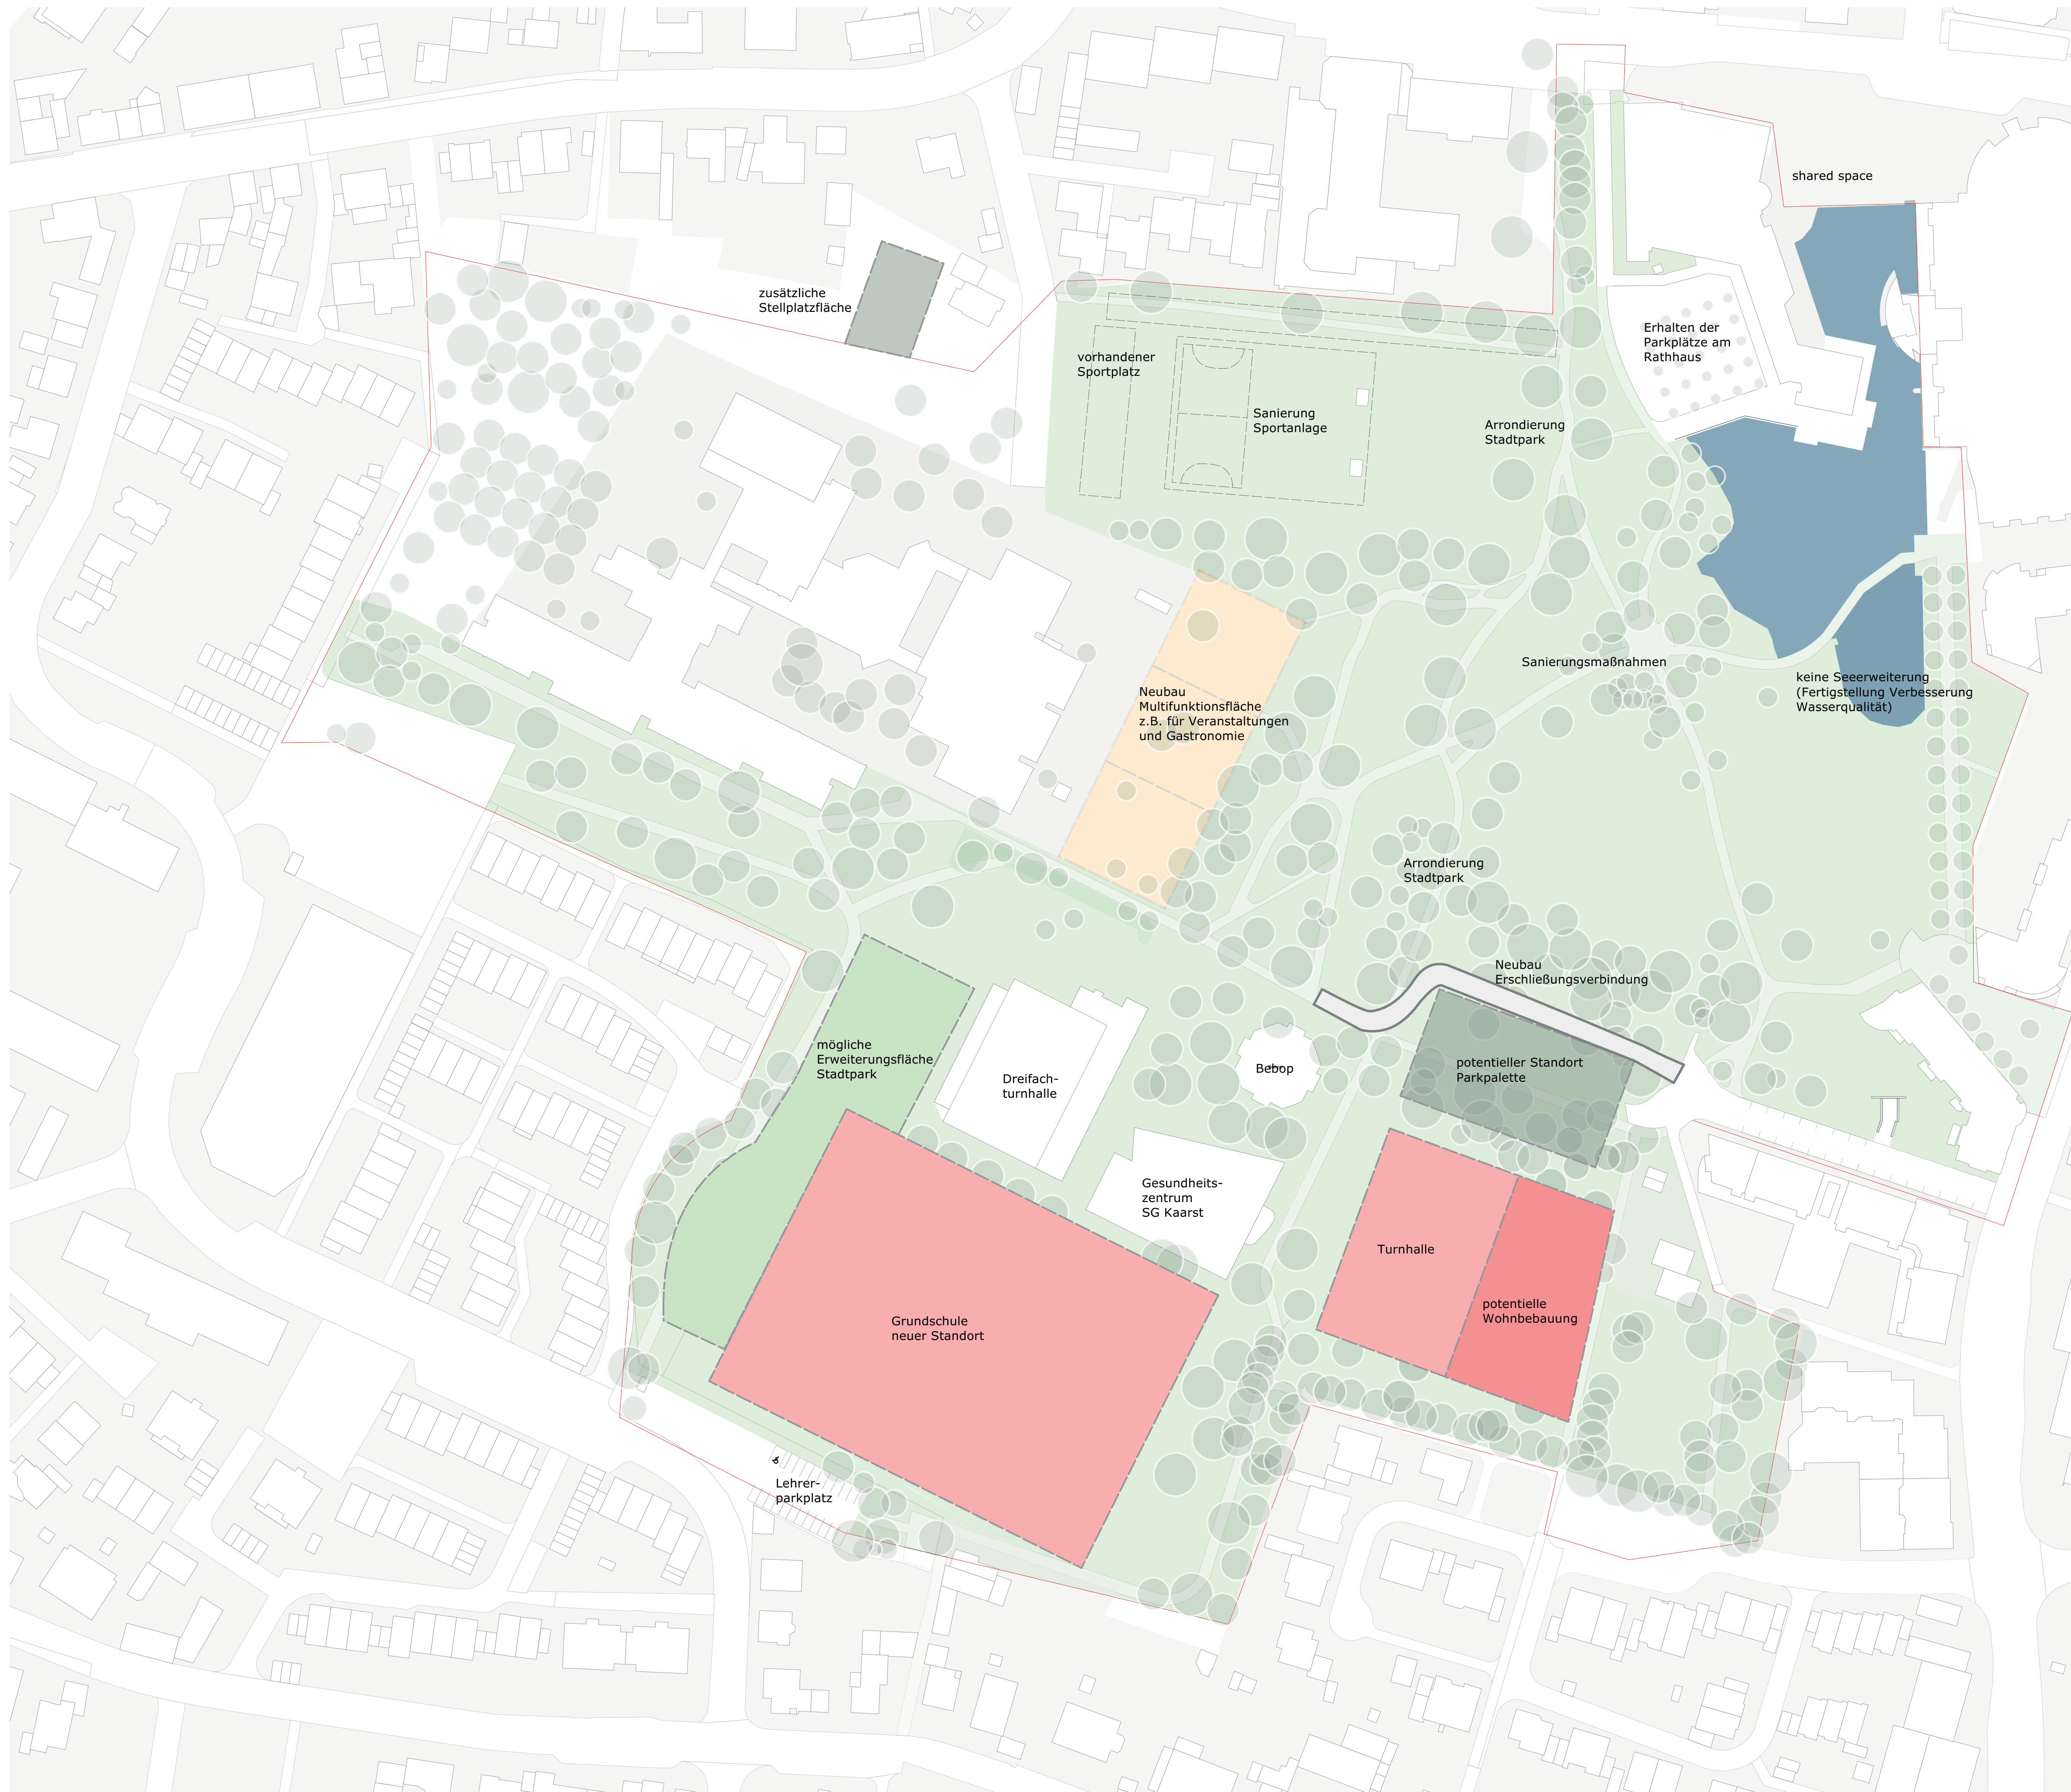 shared space
zusätzliche
Stellplatzfläche
vorhandener
Sportplatz
Sanierung
Sportanlage
Arrondierung
Stadtpark
Erhalten der
Parkplätze am
Rathhaus
Sanierungsmaßnahmen
keine Seeerweiterung
(Fertigstellung Verbesserung
Wasserqualität)
Neubau
Multifunktionsfläche
z.B. für Veranstaltungen
und Gastronomie
Arrondierung
Stadtpark
Neubau
Erschließungsverbindung
mögliche
Erweiterungsfläche
Stadtpark
Dreifach-
turnhalle
Bebop
potentieller Standort
Parkpalette
Gesundheits-
zentrum
SG Kaarst
Turnhalle
potentielle
Wohnbebauung
Grundschule
neuer Standort
Lehrer-
parkplatz